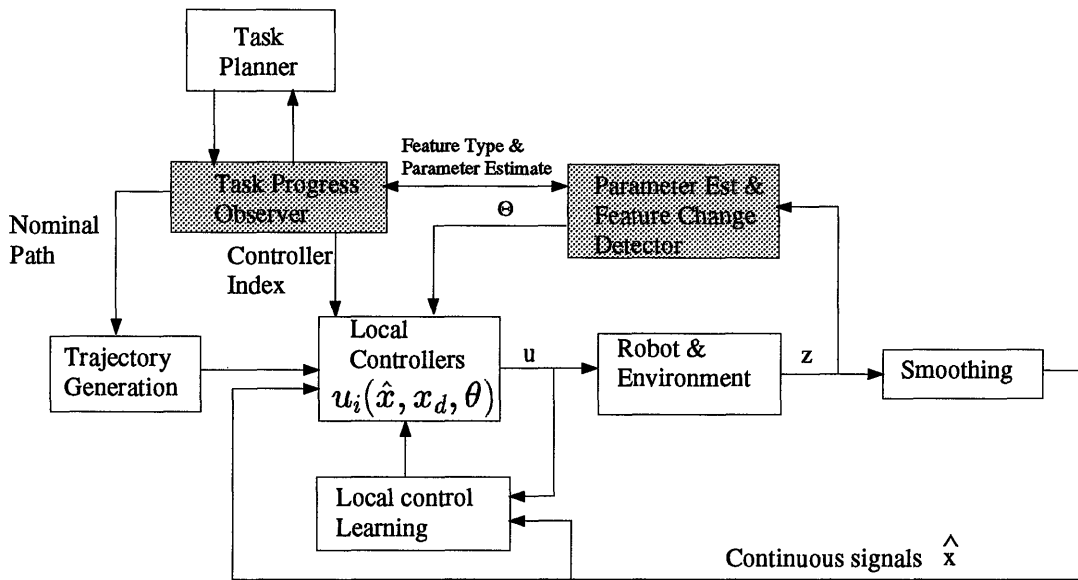 Task
Planner
Feature Type &
Parameter Estimate
Task Progress
Observer
Θ
Parameter Est &
Feature Change
Detector
Nominal
Path
Controller
Index
Trajectory
Generation
Local
Controllers
u_i(x̂, x_d, θ)
u
Robot &
Environment
z
Smoothing
Local control
Learning
Continuous signals x̂